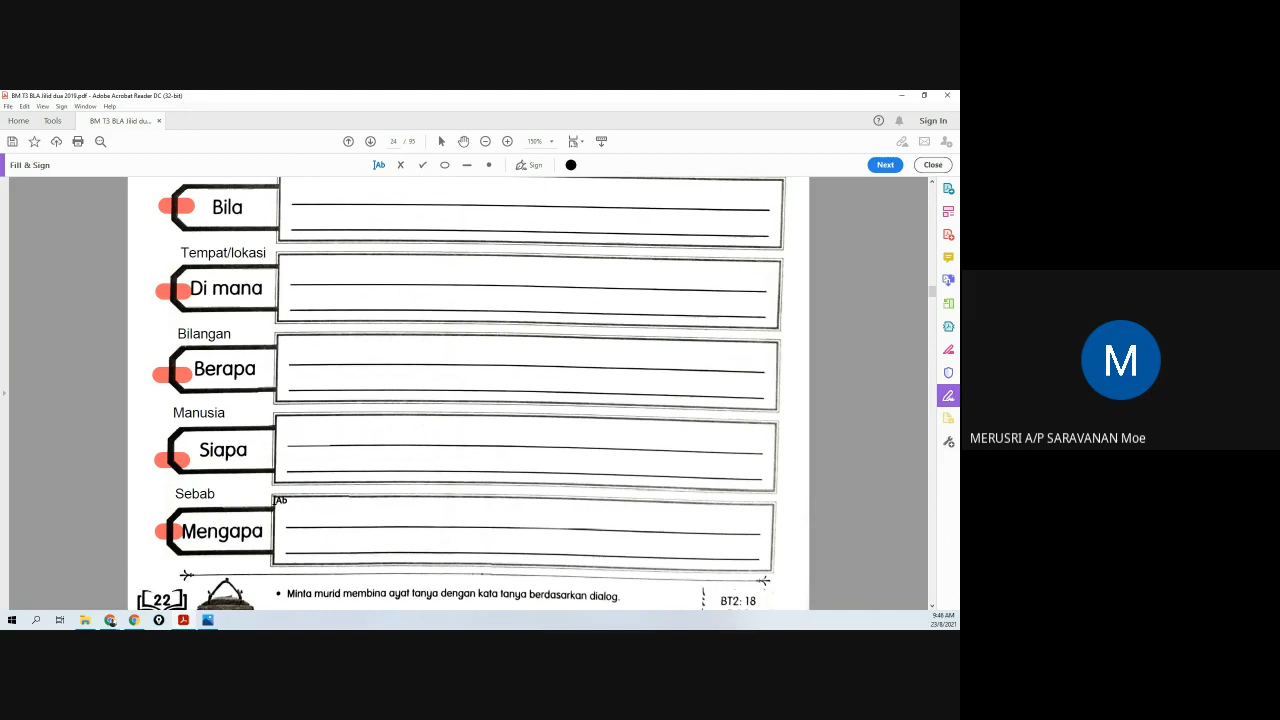 BM T3 BLA Jilid dua 2019.pdf - Adobe Acrobat Reader DC (32-bit)
File Edit View Sign Window Help
Home Tools BM T3 BLA Jilid du... × Sign In
24 / 95 150%
Fill & Sign Ab Sign Next Close
Bila
Tempat/lokasi
Di mana
Bilangan
Berapa
Manusia
Siapa
Sebab
Ab
Mengapa
22
• Minta murid membina ayat tanya dengan kata tanya berdasarkan dialog.
BT2: 18
9:46 AM
23/8/2021
M
MERUSRI A/P SARAVANAN Moe